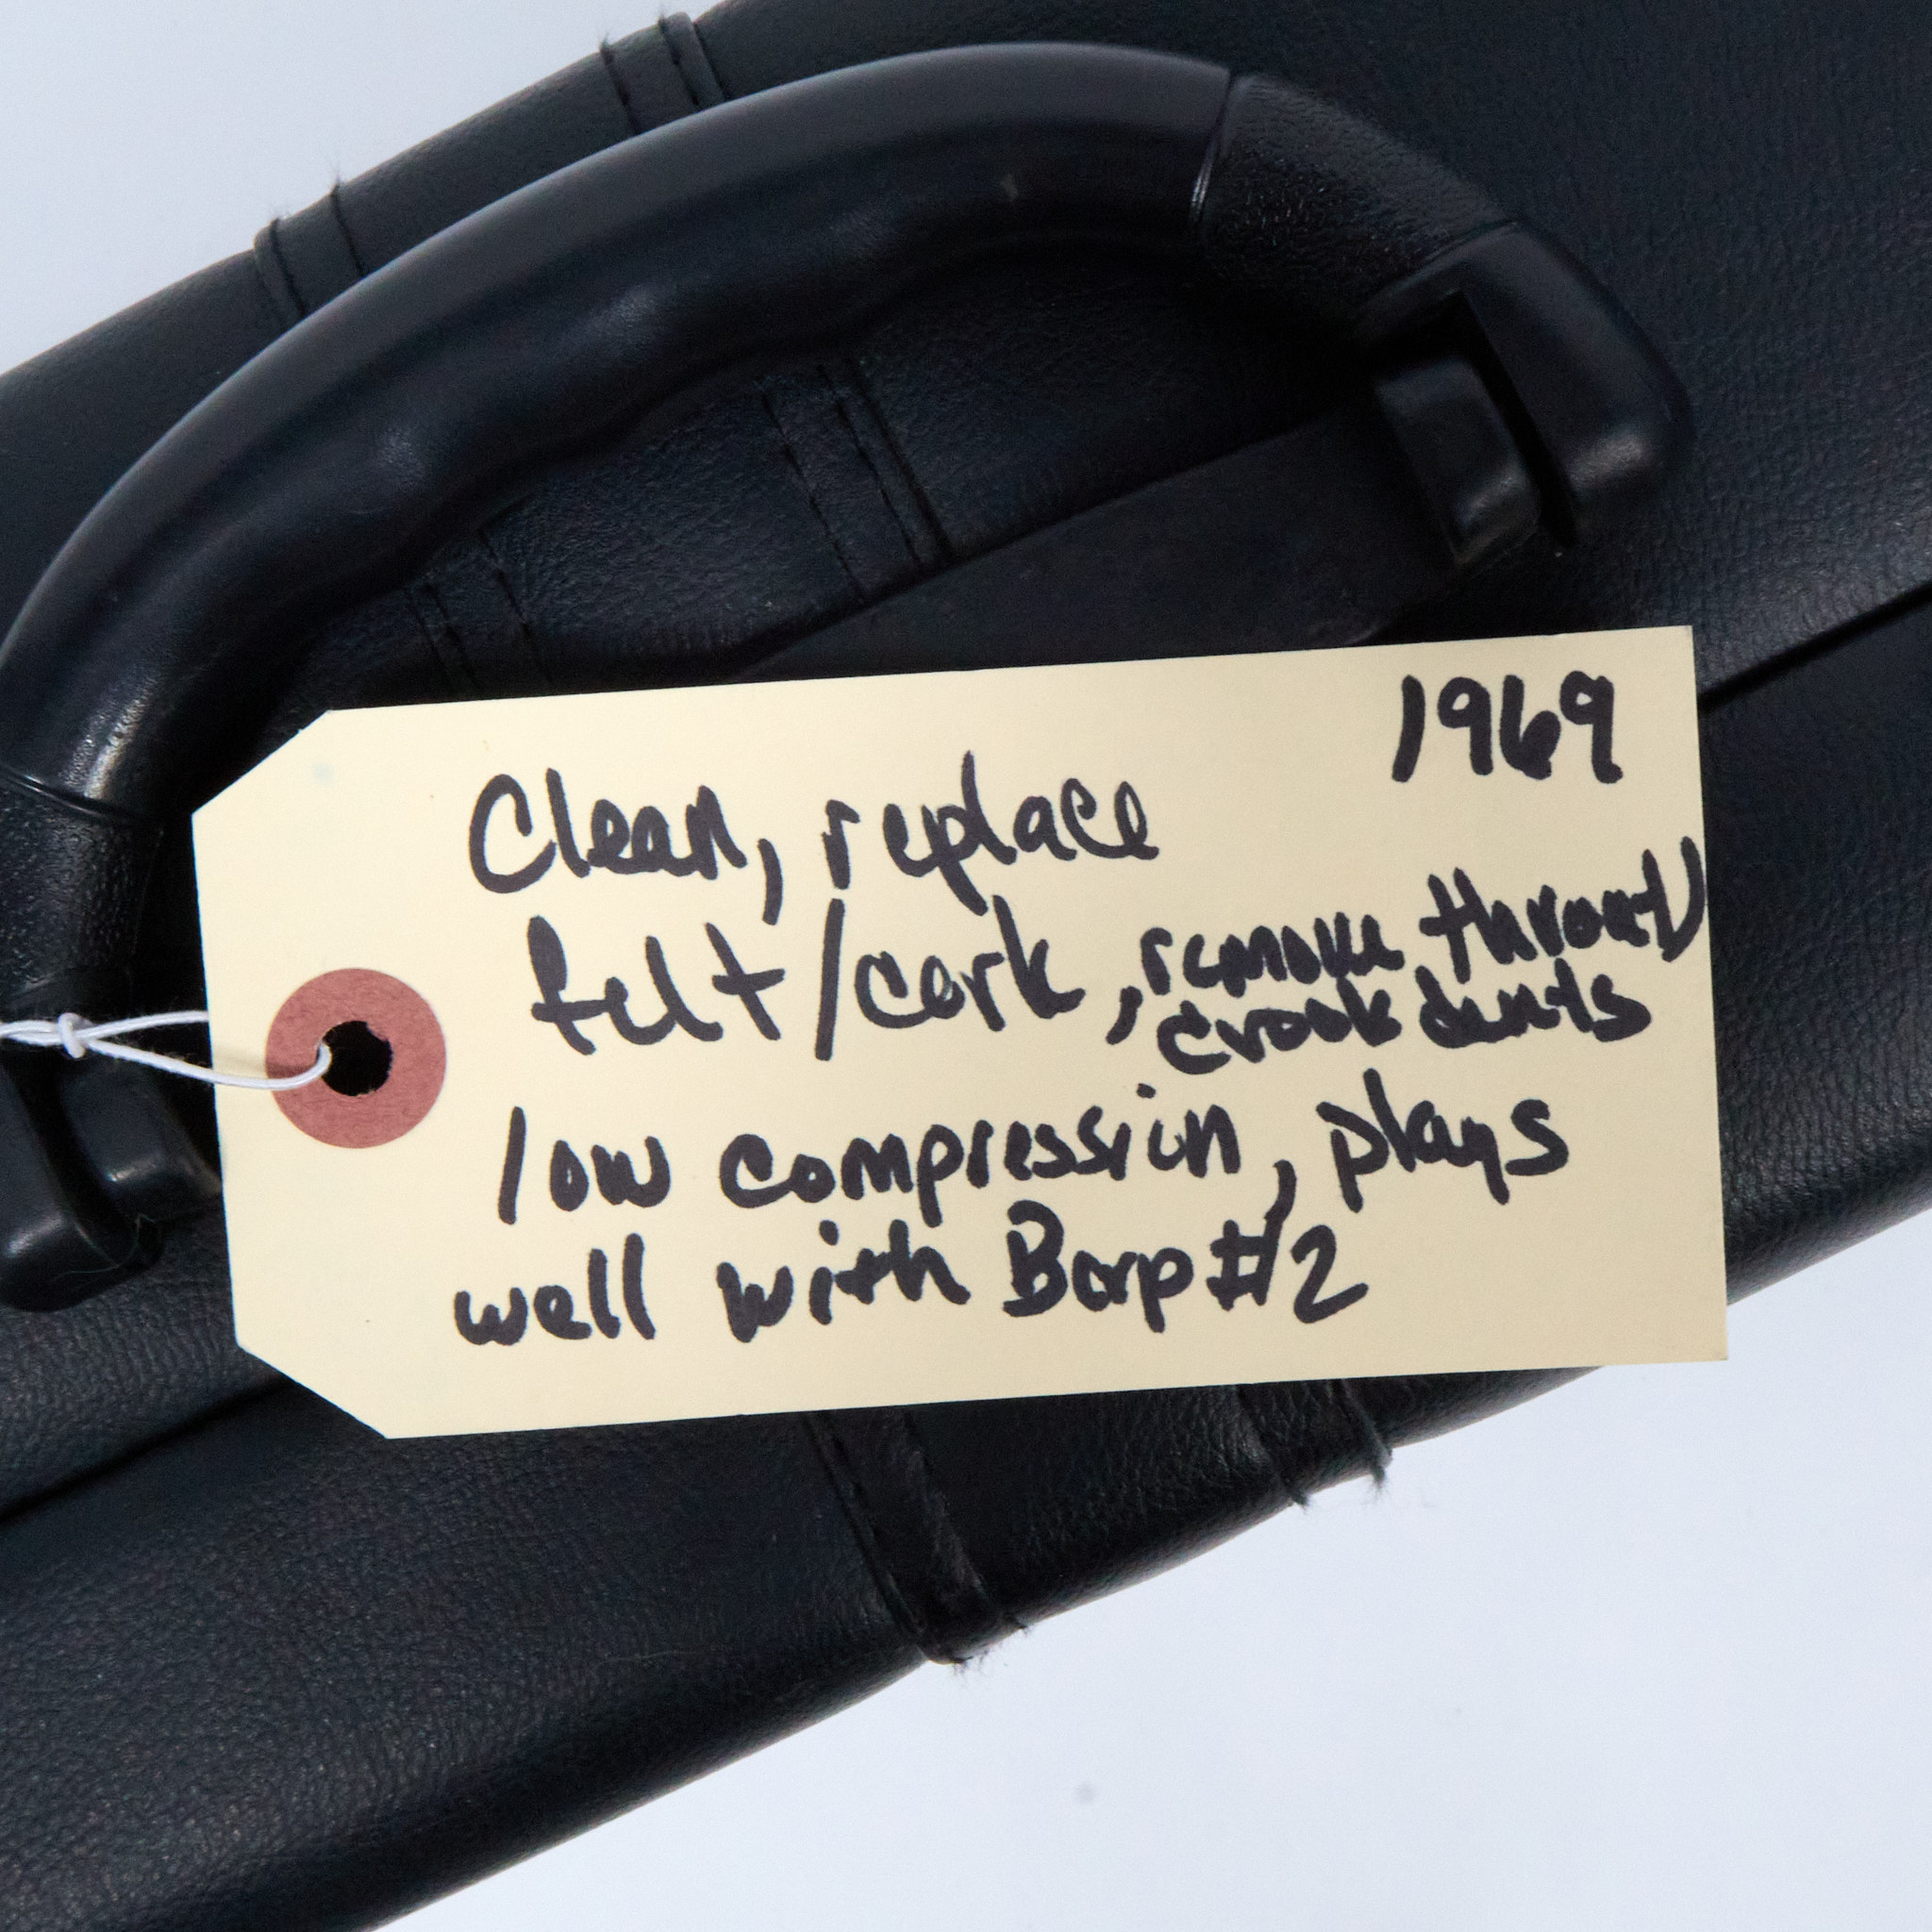 1969
Clean, replace
felt/cork, remove throat/
crook dents
low compression, plays
well with Borp #2